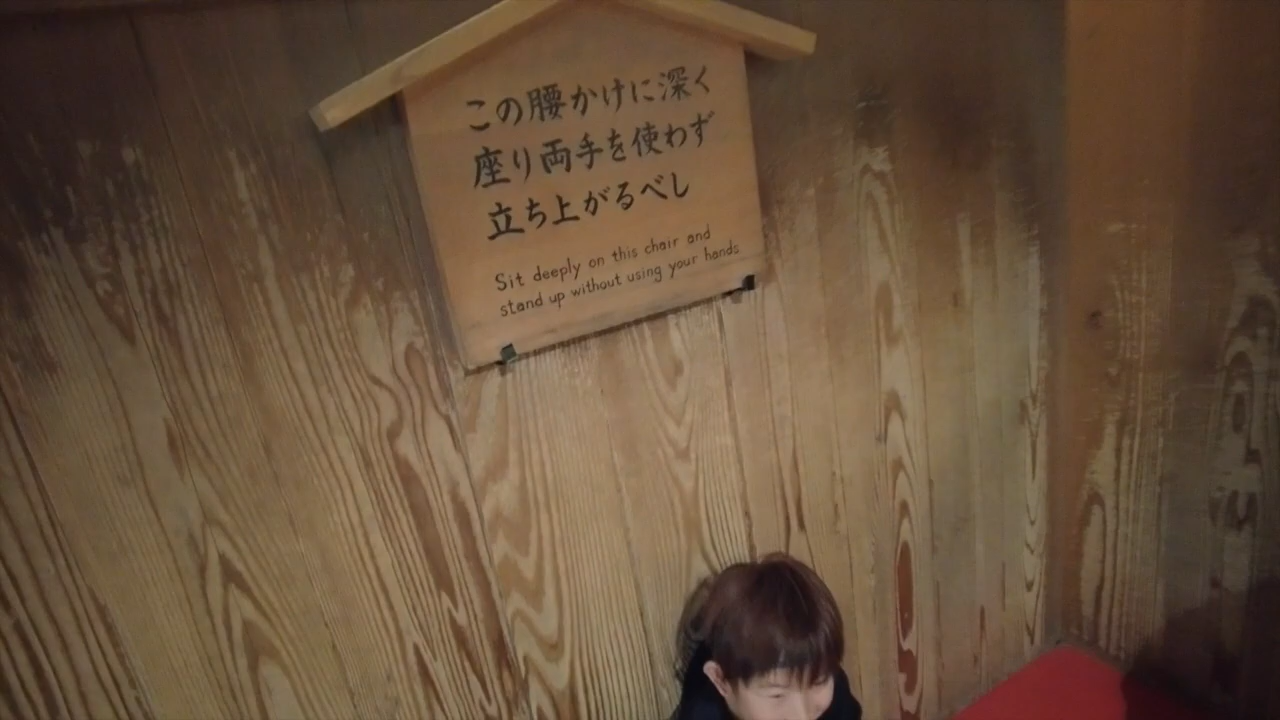 この腰かけに深く
座り両手を使わず
立ち上がるべし
Sit deeply on this chair and
stand up without using your hands